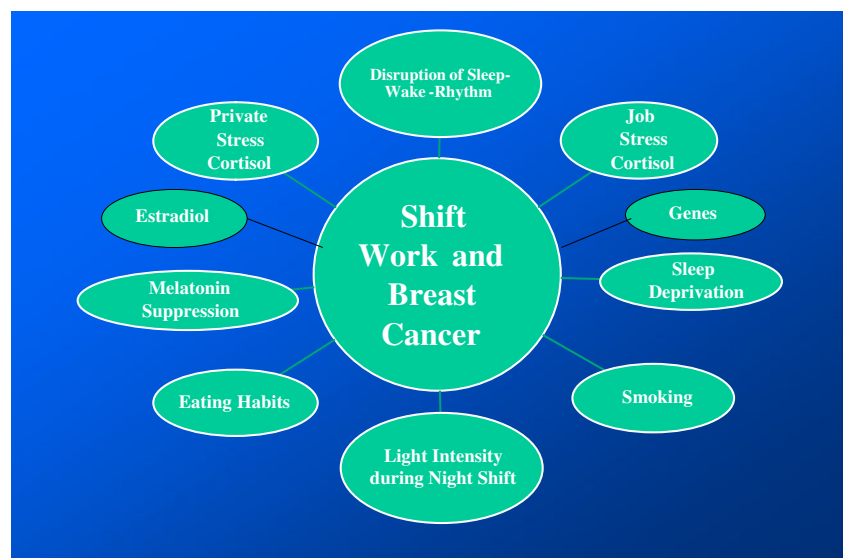 Disruption of Sleep-
Wake -Rhythm
Private
Stress
Cortisol
Job
Stress
Cortisol
Estradiol
Genes
Shift
Work and
Breast
Cancer
Melatonin
Suppression
Sleep
Deprivation
Eating Habits
Smoking
Light Intensity
during Night Shift